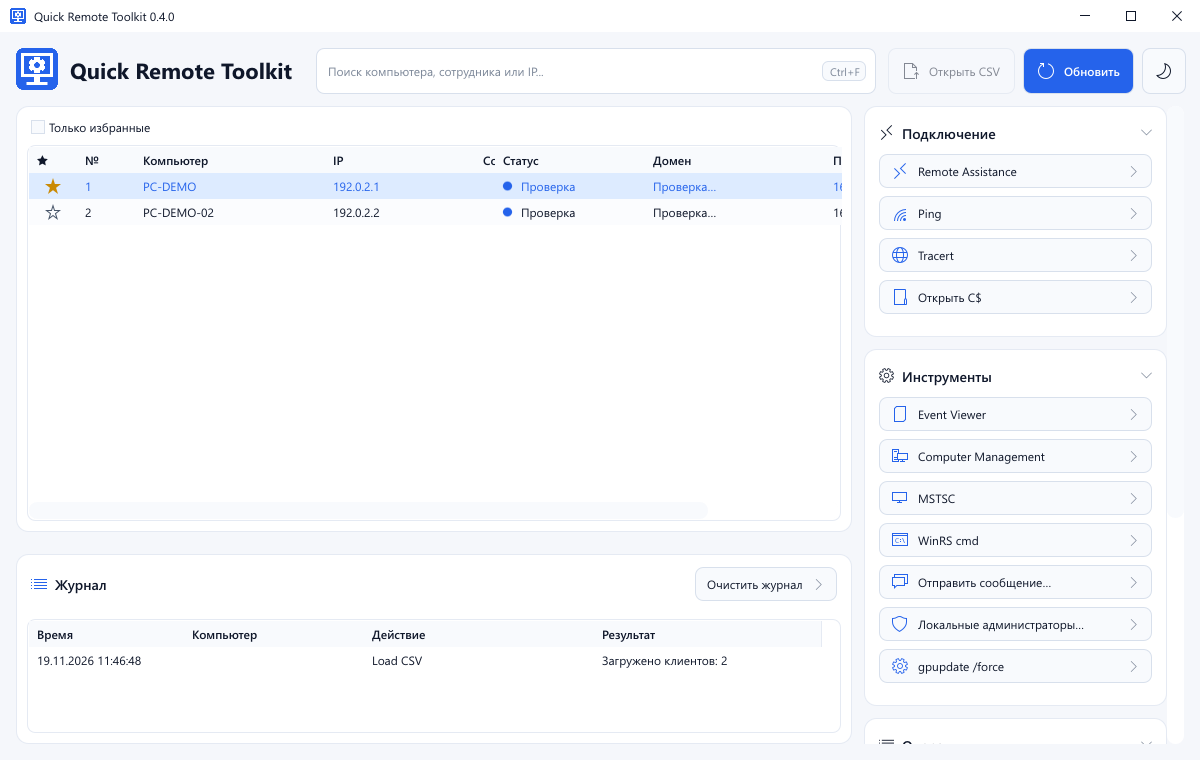 Quick Remote Toolkit 0.4.0
Quick Remote Toolkit
Поиск компьютера, сотрудника или IP...
Ctrl+F
Открыть CSV
Обновить
Только избранные
№ Компьютер IP Сс Статус Домен П
1 PC-DEMO 192.0.2.1 Проверка Проверка... 16
2 PC-DEMO-02 192.0.2.2 Проверка Проверка... 16
Журнал
Очистить журнал
Время Компьютер Действие Результат
19.11.2026 11:46:48 Load CSV Загружено клиентов: 2
Подключение
Remote Assistance
Ping
Tracert
Открыть C$
Инструменты
Event Viewer
Computer Management
MSTSC
WinRS cmd
Отправить сообщение...
Локальные администраторы...
gpupdate /force